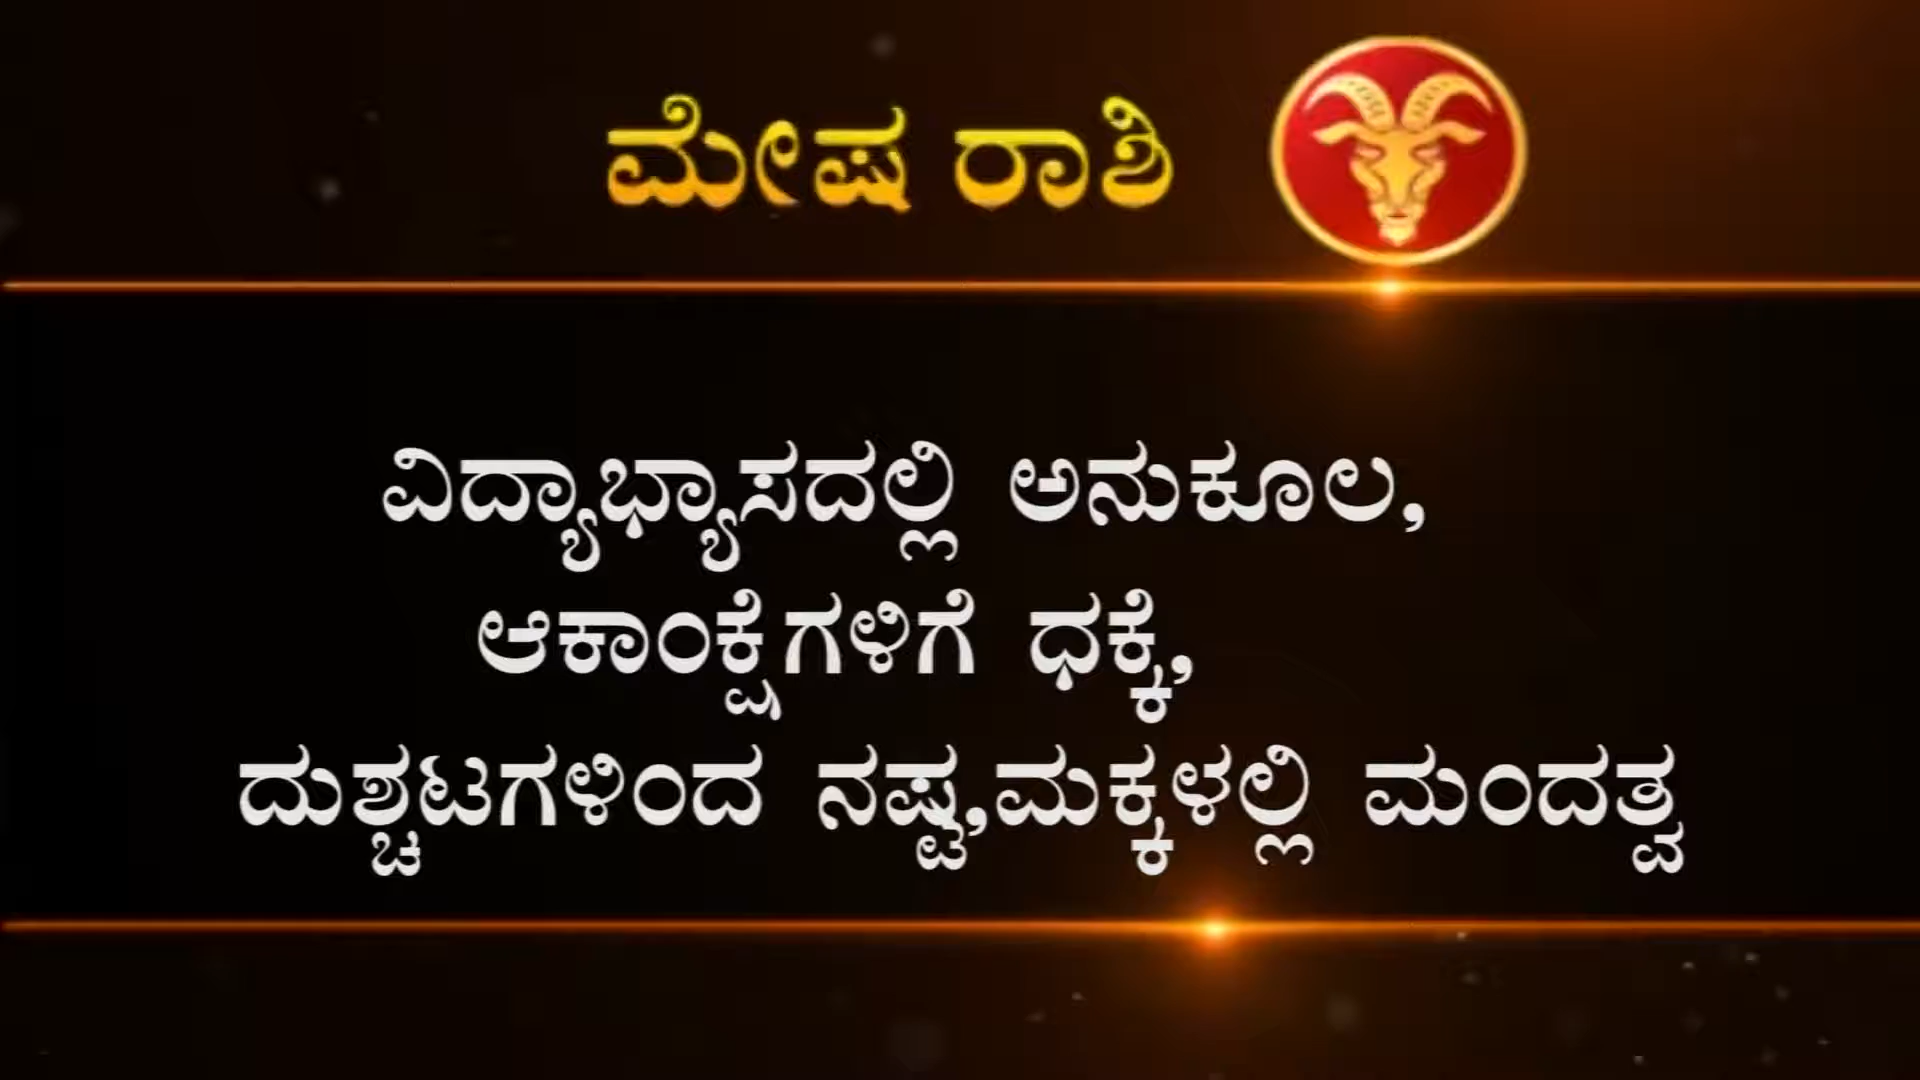 ಮೇಷ ರಾಶಿ
ವಿದ್ಯಾಭ್ಯಾಸದಲ್ಲಿ ಅನುಕೂಲ,
ಆಕಾಂಕ್ಷೆಗಳಿಗೆ ಧಕ್ಕೆ,
ದುಶ್ಚಟಗಳಿಂದ ನಷ್ಟ,ಮಕ್ಕಳಲ್ಲಿ ಮಂದತ್ವ